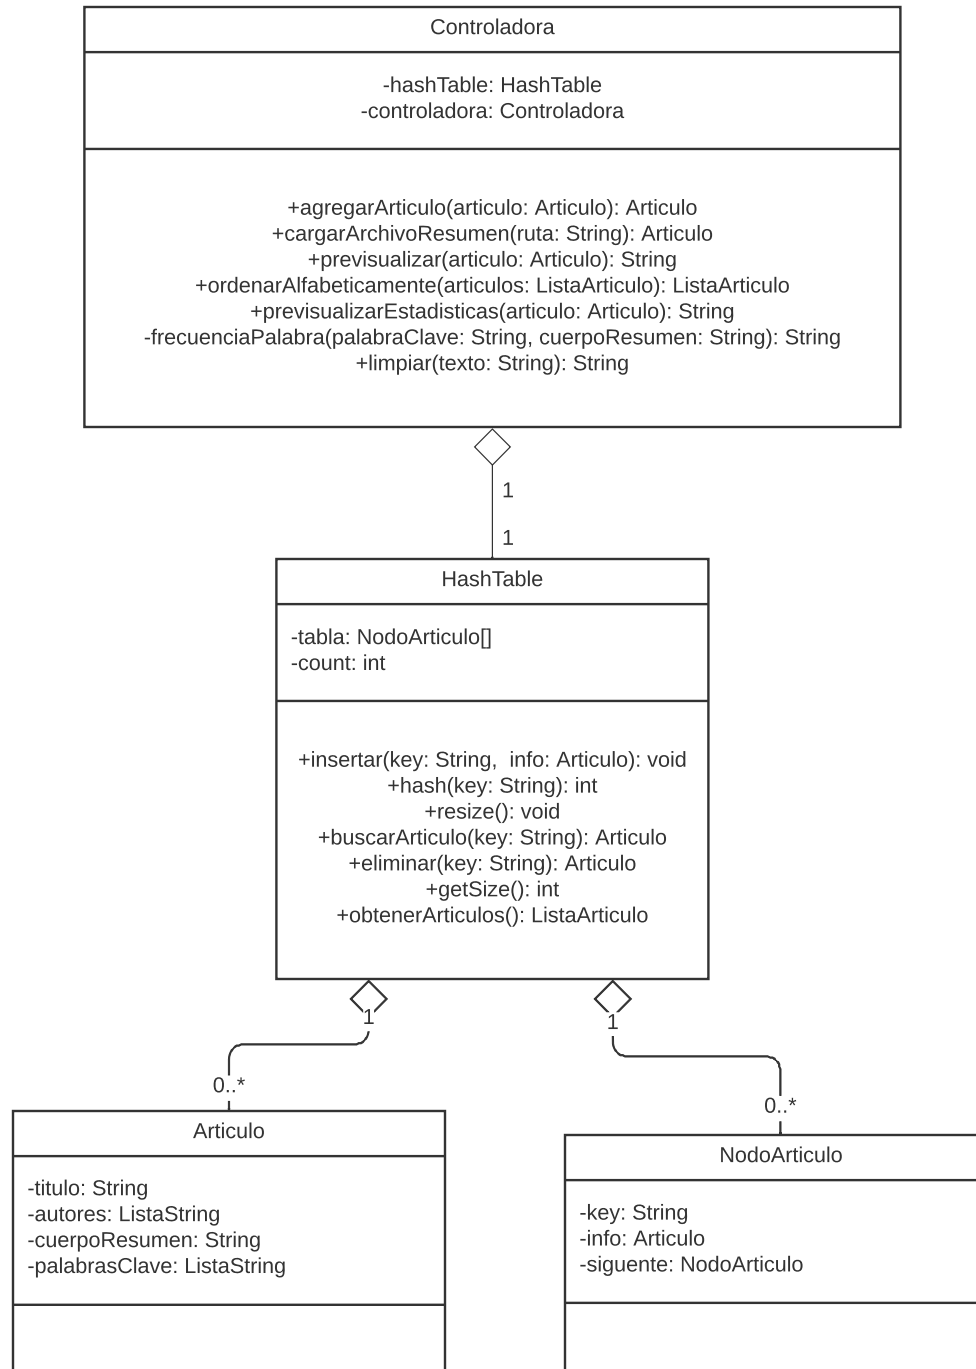 Controladora
-hashTable: HashTable
-controladora: Controladora
+agregarArticulo(articulo: Articulo): Articulo
+cargarArchivoResumen(ruta: String): Articulo
+previsualizar(articulo: Articulo): String
+ordenarAlfabeticamente(articulos: ListaArticulo): ListaArticulo
+previsualizarEstadisticas(articulo: Articulo): String
-frecuenciaPalabra(palabraClave: String, cuerpoResumen: String): String
+limpiar(texto: String): String
1
1
HashTable
-tabla: NodoArticulo[]
-count: int
+insertar(key: String,  info: Articulo): void
+hash(key: String): int
+resize(): void
+buscarArticulo(key: String): Articulo
+eliminar(key: String): Articulo
+getSize(): int
+obtenerArticulos(): ListaArticulo
1
1
0..*
0..*
Articulo
-titulo: String
-autores: ListaString
-cuerpoResumen: String
-palabrasClave: ListaString
NodoArticulo
-key: String
-info: Articulo
-siguente: NodoArticulo